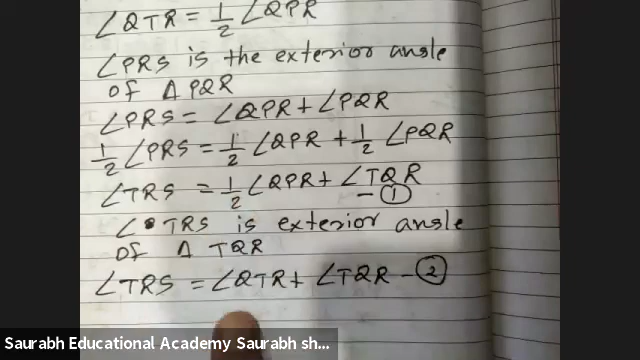 ∠QTR = 1/2 ∠QPR
∠PRS is the exterior angle
of Δ PQR
∠PRS = ∠QPR + ∠PQR
1/2 ∠PRS = 1/2 ∠QPR + 1/2 ∠PQR
∠TRS = 1/2 ∠QPR + ∠TQR
— ①
∠ TRS is exterior angle
of Δ TQR
∠TRS = ∠QTR + ∠TQR — ②
Saurabh Educational Academy Saurabh sh...